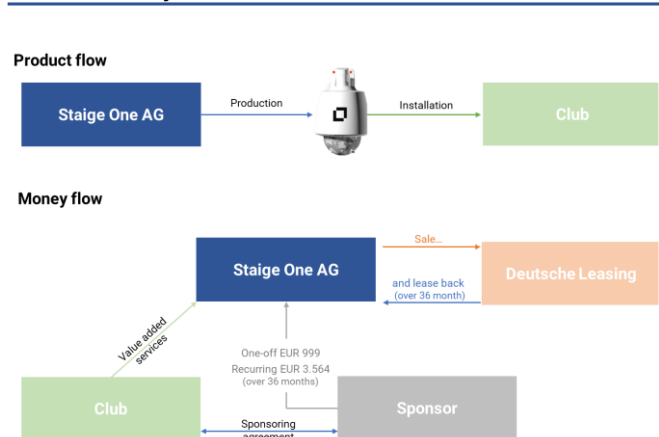 Product flow
Staige One AG
Production
Installation
Club
Money flow
Staige One AG
Sale...
Deutsche Leasing
and lease back
(over 36 month)
Value added
services
One-off EUR 999
Recurring EUR 3.564
(over 36 months)
Club
Sponsoring
agreement
Sponsor